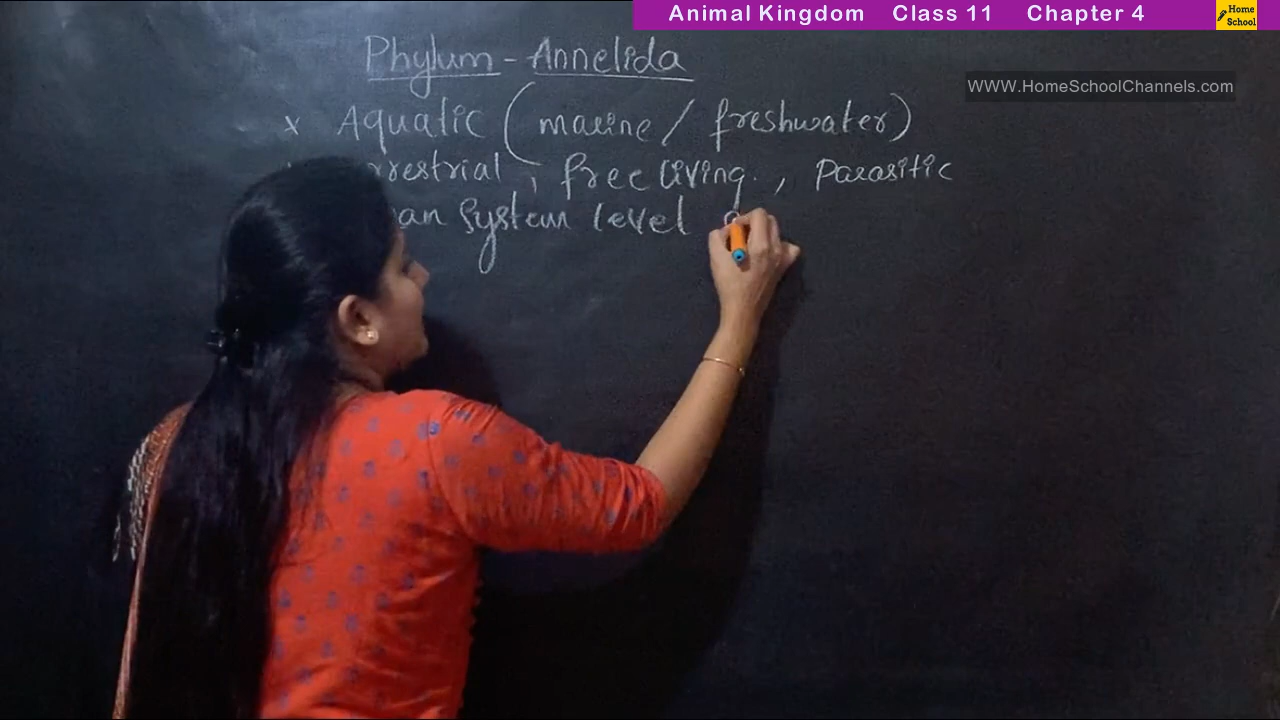 Animal Kingdom Class 11 Chapter 4
Home
School
WWW.HomeSchoolChannels.com
Phylum - Annelida
x Aquatic (marine / freshwater)
rrestrial, free living., Parasitic
an System level